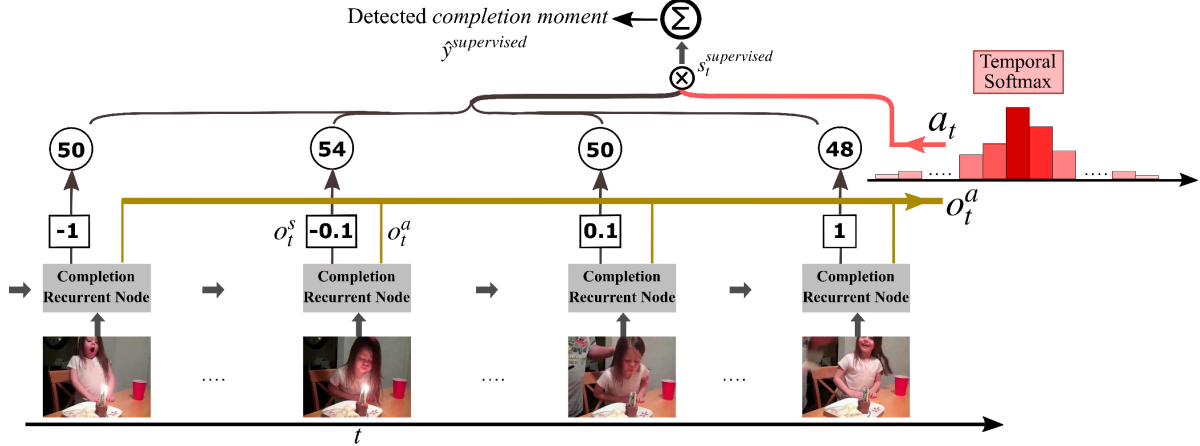 Detected completion moment
ŷ^supervised
Σ
⊗
s_t^supervised
Temporal
Softmax
a_t
50
54
50
48
....
....
o_t^a
-1
o_t^s
-0.1
o_t^a
0.1
1
Completion
Recurrent Node
Completion
Recurrent Node
Completion
Recurrent Node
Completion
Recurrent Node
....
....
....
t